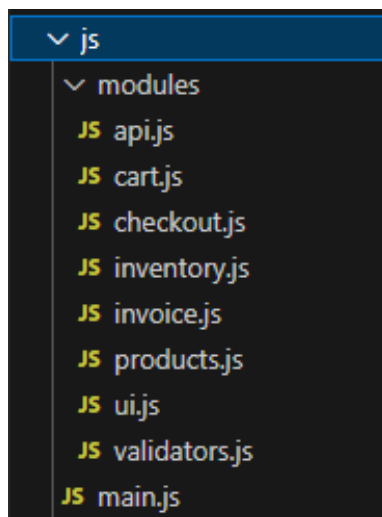 js
modules
JS api.js
JS cart.js
JS checkout.js
JS inventory.js
JS invoice.js
JS products.js
JS ui.js
JS validators.js
JS main.js